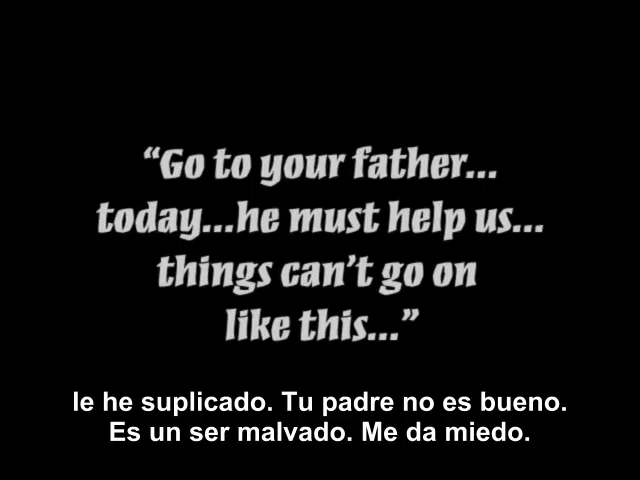 “Go to your father...
today...he must help us...
things can’t go on
like this...”
le he suplicado. Tu padre no es bueno.
Es un ser malvado. Me da miedo.